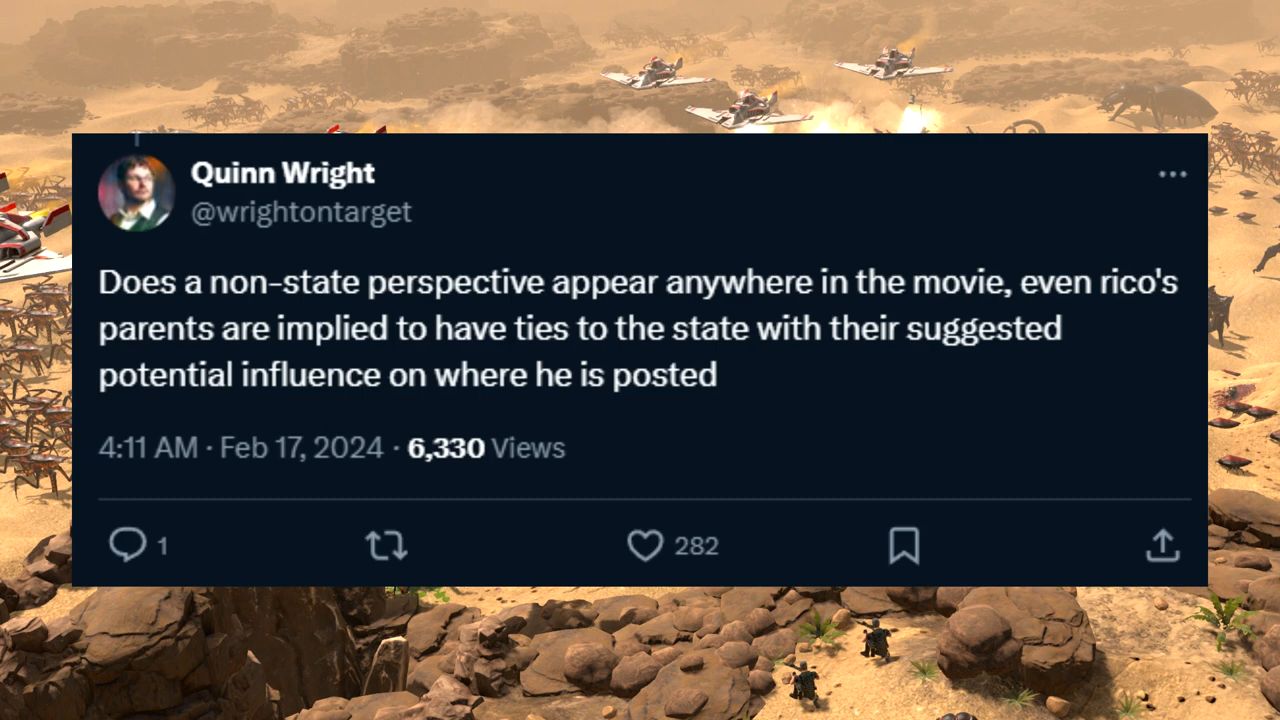 Quinn Wright
@wrightontarget
Does a non-state perspective appear anywhere in the movie, even rico's
parents are implied to have ties to the state with their suggested
potential influence on where he is posted
4:11 AM · Feb 17, 2024 · 6,330 Views
1
282